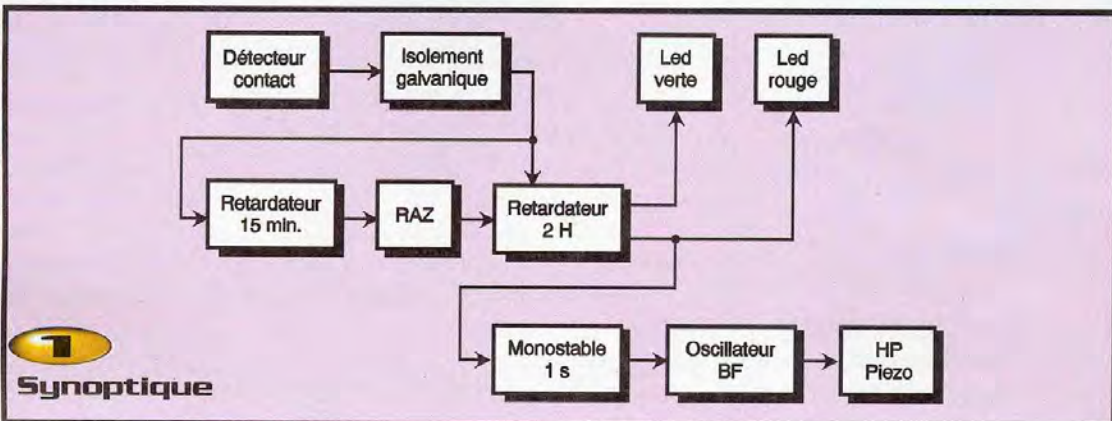 Détecteur
contact
Isolement
galvanique
Led
verte
Led
rouge
Retardateur
15 min.
RAZ
Retardateur
2 H
Monostable
1 s
Oscillateur
BF
HP
Piezo
1
Synoptique